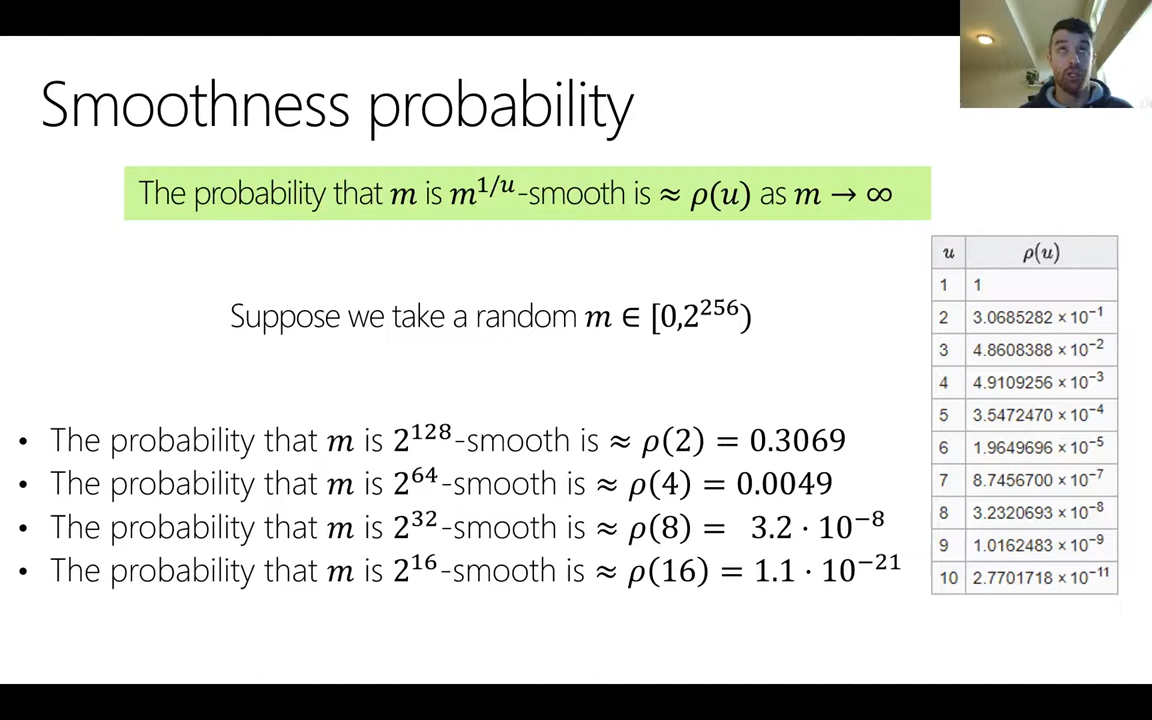 Smoothness probability
The probability that m is m^{1/u}-smooth is ≈ ρ(u) as m → ∞
Suppose we take a random m ∈ [0,2^{256})
• The probability that m is 2^{128}-smooth is ≈ ρ(2) = 0.3069
• The probability that m is 2^{64}-smooth is ≈ ρ(4) = 0.0049
• The probability that m is 2^{32}-smooth is ≈ ρ(8) = 3.2 · 10^{−8}
• The probability that m is 2^{16}-smooth is ≈ ρ(16) = 1.1 · 10^{−21}
u ρ(u)
1 1
2 3.0685282 × 10^{−1}
3 4.8608388 × 10^{−2}
4 4.9109256 × 10^{−3}
5 3.5472470 × 10^{−4}
6 1.9649696 × 10^{−5}
7 8.7456700 × 10^{−7}
8 3.2320693 × 10^{−8}
9 1.0162483 × 10^{−9}
10 2.7701718 × 10^{−11}